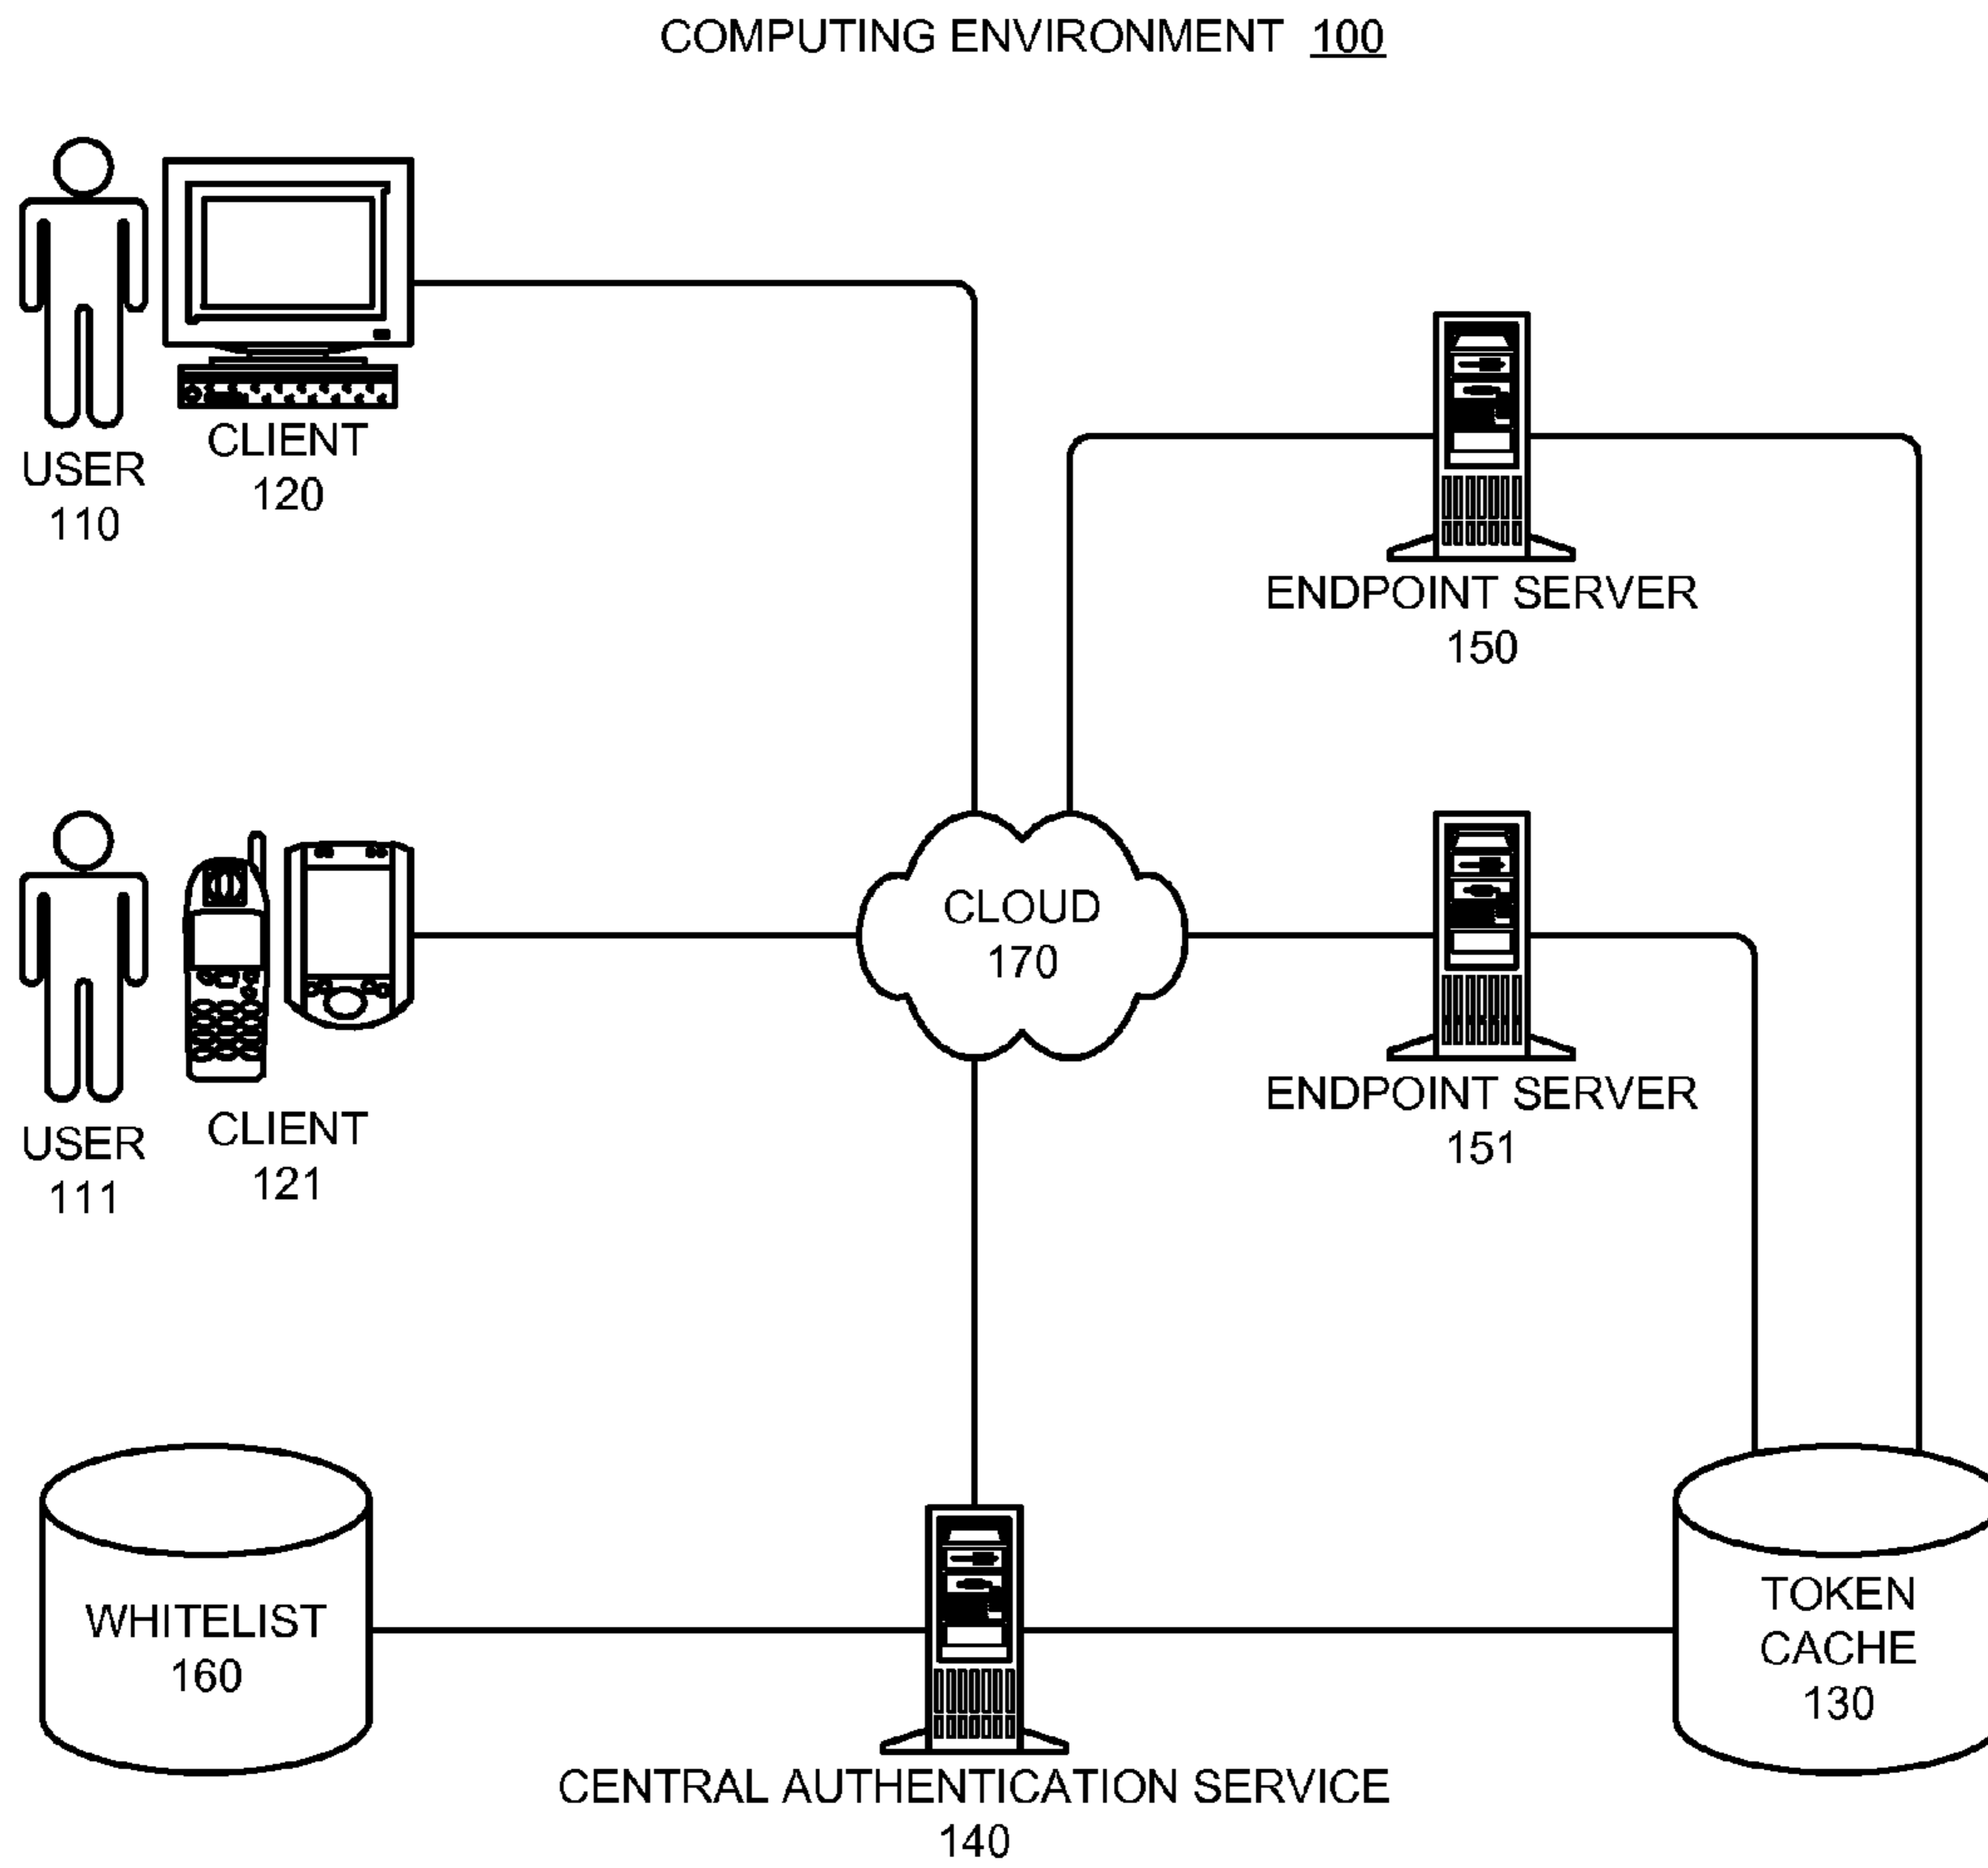 COMPUTING ENVIRONMENT 100
USER
110
CLIENT
120
ENDPOINT SERVER
150
USER
111
CLIENT
121
CLOUD
170
ENDPOINT SERVER
151
WHITELIST
160
CENTRAL AUTHENTICATION SERVICE
140
TOKEN
CACHE
130